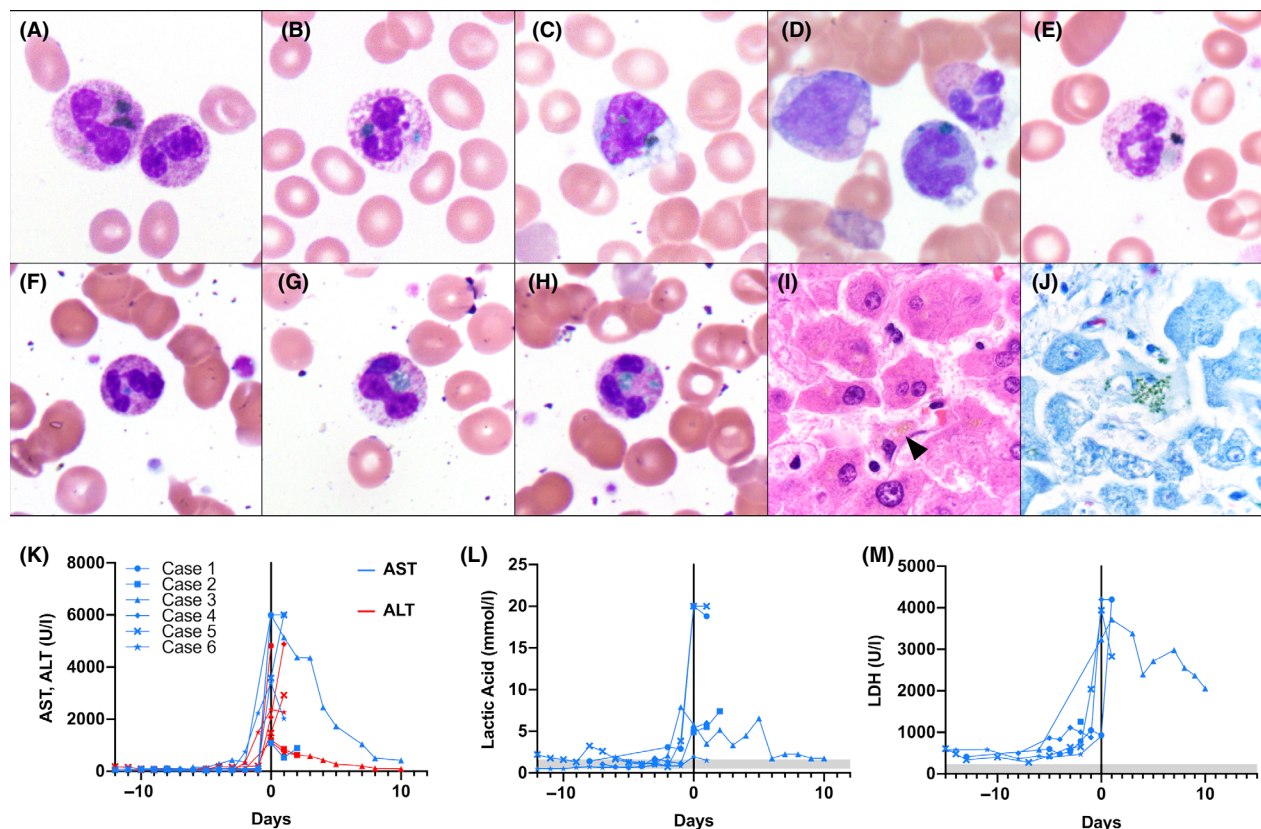 (A) (B) (C) (D) (E)
(F) (G) (H) (I) (J)
(K) (L) (M)
8000 6000 4000 2000 0
AST, ALT (U/l)
Case 1
Case 2
Case 3
Case 4
Case 5
Case 6
AST
ALT
−10 0 10
Days
25 20 15 10 5 0
Lactic Acid (mmol/l)
−10 0 10
Days
5000 4000 3000 2000 1000 0
LDH (U/l)
−10 0 10
Days